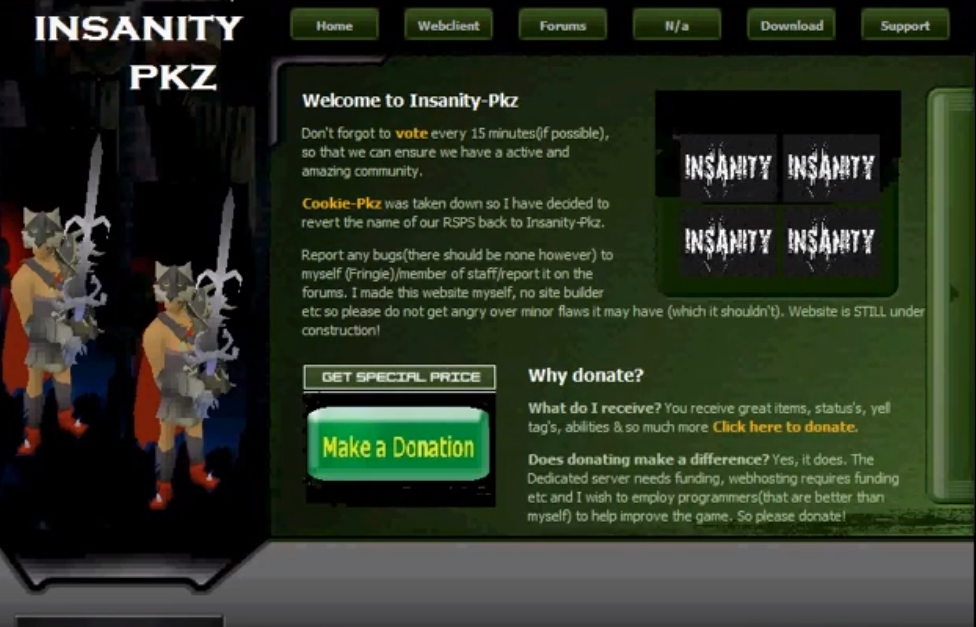 INSANITY
PKZ
Home
Webclient
Forums
N/a
Download
Support
Welcome to Insanity-Pkz
Don't forgot to vote every 15 minutes(if possible),
so that we can ensure we have a active and
amazing community.
Cookie-Pkz was taken down so I have decided to
revert the name of our RSPS back to Insanity-Pkz.
Report any bugs(there should be none however) to
myself (Fringie)/member of staff/report it on the
forums. I made this website myself, no site builder
etc so please do not get angry over minor flaws it may have (which it shouldn't). Website is STILL under
construction!
INSANITY INSANITY
INSANITY INSANITY
GET SPECIAL PRICE
Make a Donation
Why donate?
What do I receive? You receive great items, status's, yell
tag's, abilities & so much more Click here to donate.
Does donating make a difference? Yes, it does. The
Dedicated server needs funding, webhosting requires funding
etc and I wish to employ programmers(that are better than
myself) to help improve the game. So please donate!